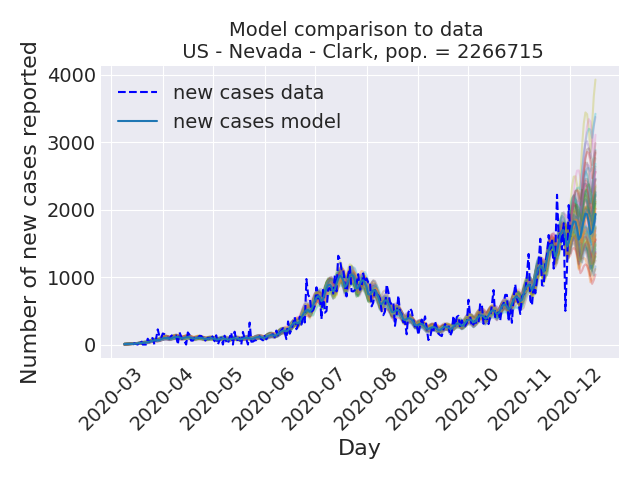 Model comparison to data
US - Nevada - Clark, pop. = 2266715
Number of new cases reported
4000
3000
2000
1000
0
new cases data
new cases model
2020-03
2020-04
2020-05
2020-06
2020-07
2020-08
2020-09
2020-10
2020-11
2020-12
Day